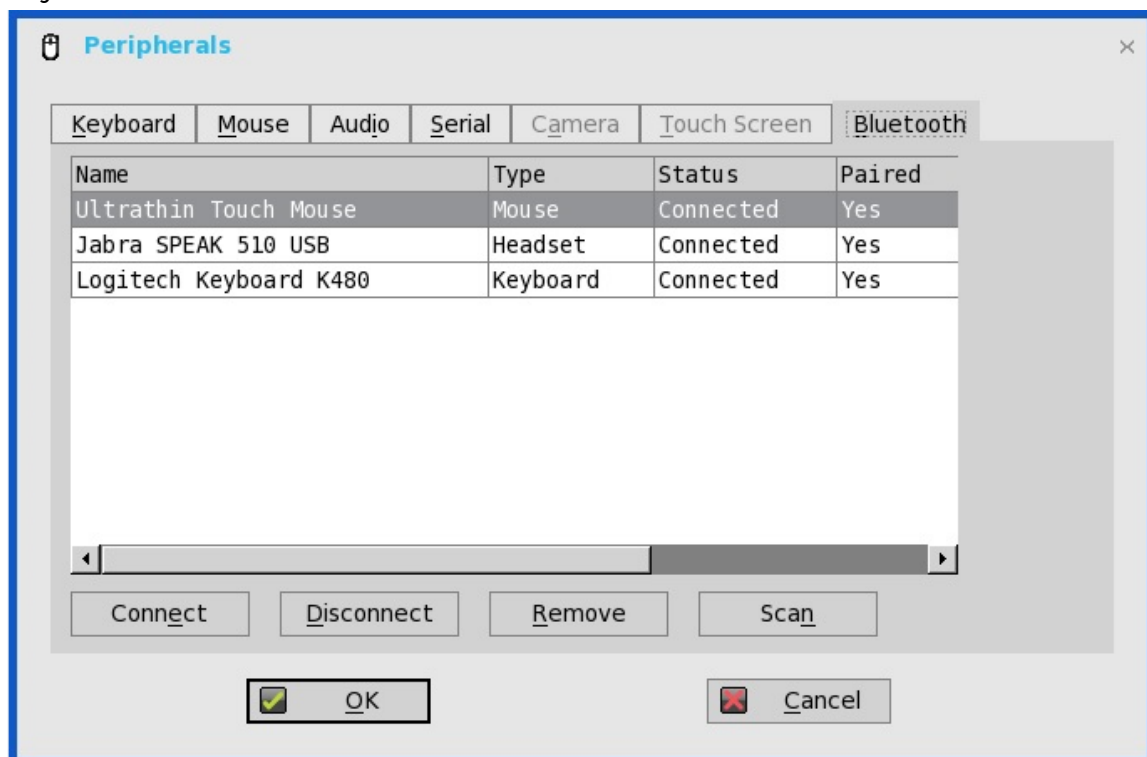 Peripherals
Keyboard Mouse Audio Serial Camera Touch Screen Bluetooth
Name Type Status Paired
Ultrathin Touch Mouse Mouse Connected Yes
Jabra SPEAK 510 USB Headset Connected Yes
Logitech Keyboard K480 Keyboard Connected Yes
Connect Disconnect Remove Scan
OK Cancel